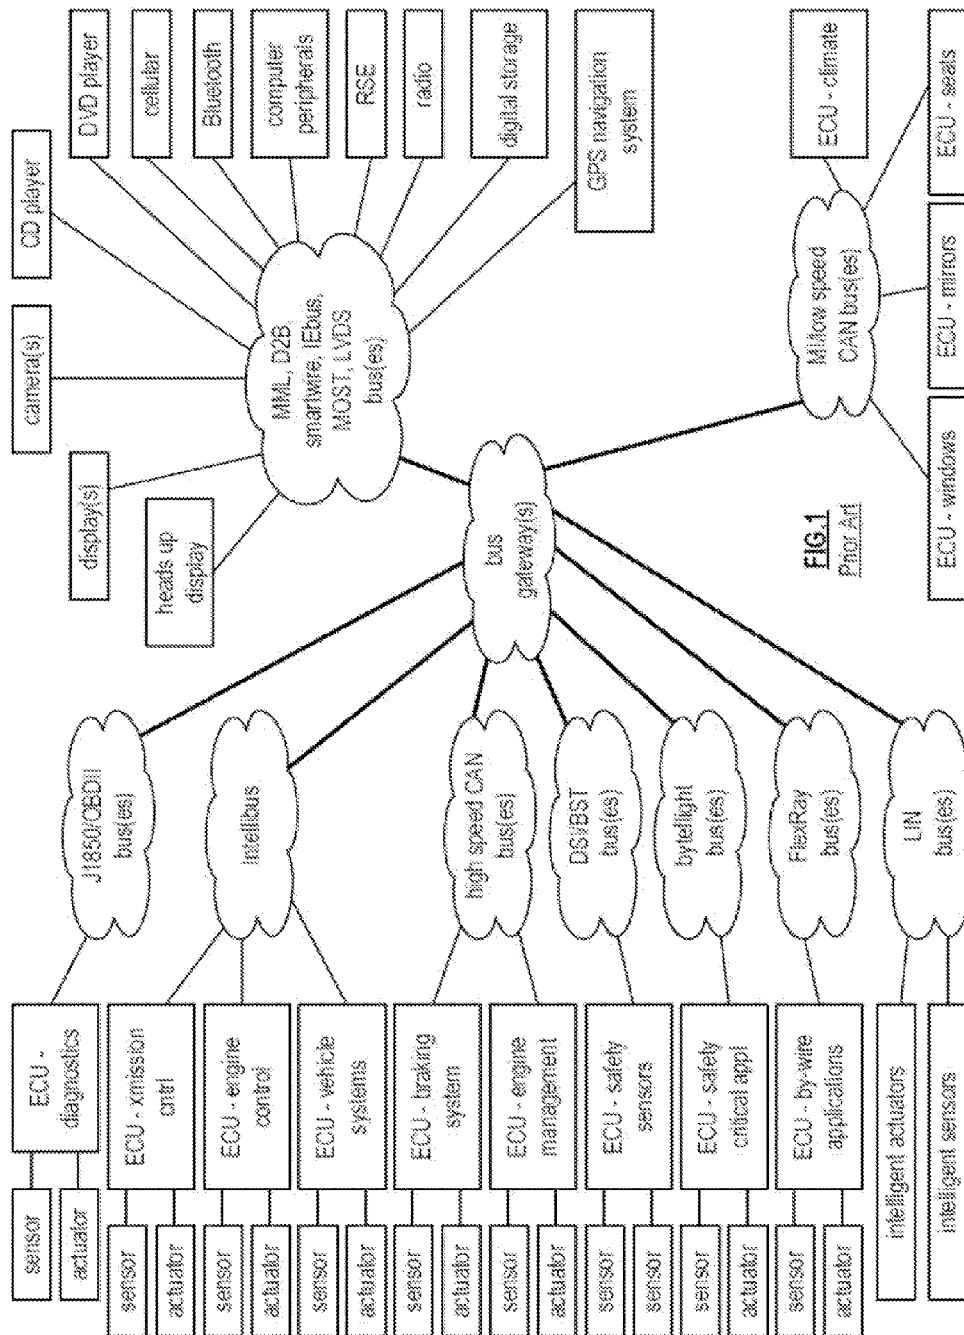 sensor
actuator
ECU -
diagnostics
J1850/OBDII
bus(es)
sensor
actuator
ECU - xmission
cntrl
sensor
actuator
ECU - engine
control
sensor
actuator
ECU - vehicle
systems
Intellibus
sensor
actuator
ECU - braking
system
sensor
actuator
ECU - engine
management
high speed CAN
bus(es)
sensor
sensor
ECU - safety
sensors
DSI/BST
bus(es)
sensor
actuator
ECU - safety
critical appl
byteflight
bus(es)
sensor
actuator
ECU - by-wire
applications
FlexRay
bus(es)
intelligent actuators
intelligent sensors
LIN
bus(es)
bus
gateway(s)
heads up
display
display(s)
camera(s)
CD player
DVD player
cellular
Bluetooth
computer
peripherals
RSE
radio
digital storage
GPS navigation
system
MML, D2B
smartwire, IEbus,
MOST, LVDS
bus(es)
Ml/low speed
CAN bus(es)
ECU - climate
ECU - windows
ECU - mirrors
ECU - seats
FIG.1
Prior Art